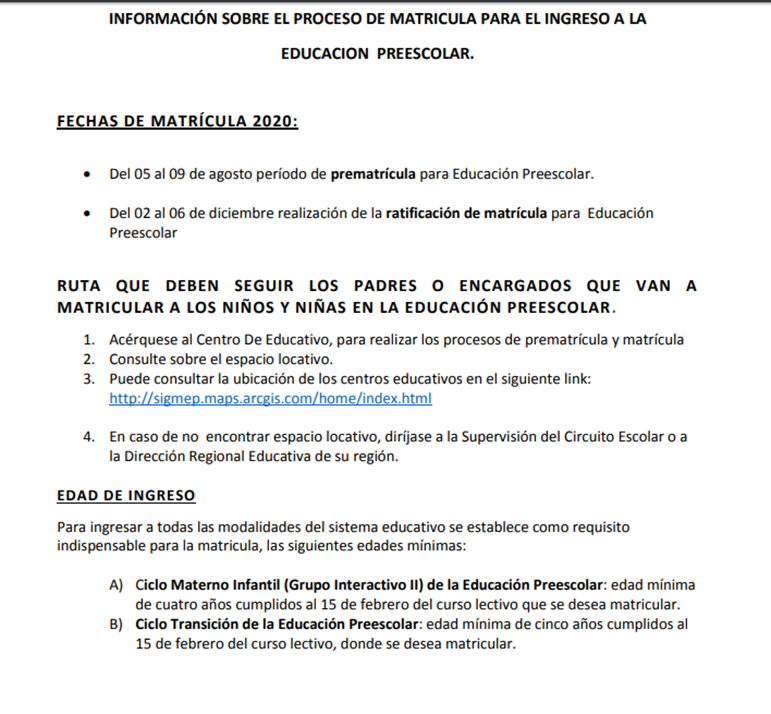 INFORMACIÓN SOBRE EL PROCESO DE MATRICULA PARA EL INGRESO A LA
EDUCACION PREESCOLAR.
FECHAS DE MATRÍCULA 2020:
• Del 05 al 09 de agosto período de prematrícula para Educación Preescolar.
• Del 02 al 06 de diciembre realización de la ratificación de matrícula para Educación
Preescolar
RUTA QUE DEBEN SEGUIR LOS PADRES O ENCARGADOS QUE VAN A
MATRICULAR A LOS NIÑOS Y NIÑAS EN LA EDUCACIÓN PREESCOLAR.
1. Acérquese al Centro De Educativo, para realizar los procesos de prematrícula y matrícula
2. Consulte sobre el espacio locativo.
3. Puede consultar la ubicación de los centros educativos en el siguiente link:
http://sigmep.maps.arcgis.com/home/index.html
4. En caso de no encontrar espacio locativo, diríjase a la Supervisión del Circuito Escolar o a
la Dirección Regional Educativa de su región.
EDAD DE INGRESO
Para ingresar a todas las modalidades del sistema educativo se establece como requisito
indispensable para la matricula, las siguientes edades mínimas:
A) Ciclo Materno Infantil (Grupo Interactivo II) de la Educación Preescolar: edad mínima
de cuatro años cumplidos al 15 de febrero del curso lectivo que se desea matricular.
B) Ciclo Transición de la Educación Preescolar: edad mínima de cinco años cumplidos al
15 de febrero del curso lectivo, donde se desea matricular.